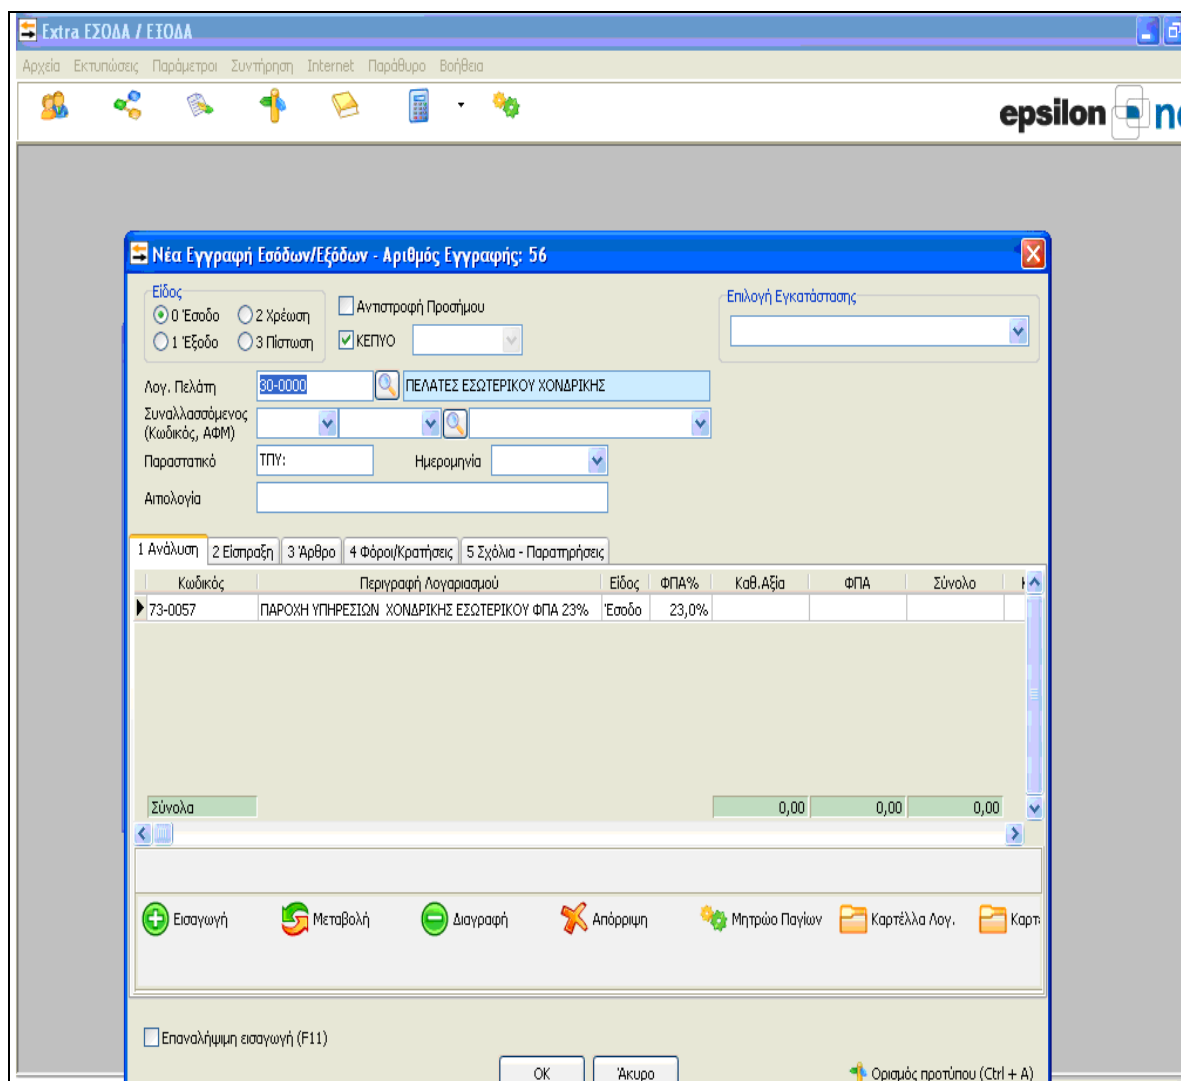 Extra ΕΣΟΔΑ / ΕΞΟΔΑ
Αρχεία Εκτυπώσεις Παράμετροι Συντήρηση Internet Παράθυρο Βοήθεια
epsilon
Νέα Εγγραφή Εσόδων/Εξόδων - Αριθμός Εγγραφής: 56
Είδος
0 Έσοδο 2 Χρέωση
1 Έξοδο 3 Πίστωση
Αντιστροφή Προσήμου
ΚΕΠΥΟ
Επιλογή Εγκατάστασης
Λογ. Πελάτη 30-0000 ΠΕΛΑΤΕΣ ΕΣΩΤΕΡΙΚΟΥ ΧΟΝΔΡΙΚΗΣ
Συναλλασσόμενος
(Κωδικός, ΑΦΜ)
Παραστατικό ΤΠΥ: Ημερομηνία
Αιτιολογία
1 Ανάλυση 2 Είσπραξη 3 Άρθρο 4 Φόροι/Κρατήσεις 5 Σχόλια - Παρατηρήσεις
Κωδικός Περιγραφή Λογαριασμού Είδος ΦΠΑ% Καθ.Αξία ΦΠΑ Σύνολο
73-0057 ΠΑΡΟΧΗ ΥΠΗΡΕΣΙΩΝ ΧΟΝΔΡΙΚΗΣ ΕΣΩΤΕΡΙΚΟΥ ΦΠΑ 23% Έσοδο 23,0%
Σύνολα 0,00 0,00 0,00
Εισαγωγή Μεταβολή Διαγραφή Απόρριψη Μητρώο Παγίων Καρτέλλα Λογ.
Επαναλήψιμη εισαγωγή (F11)
OK Άκυρο Ορισμός προτύπου (Ctrl + A)